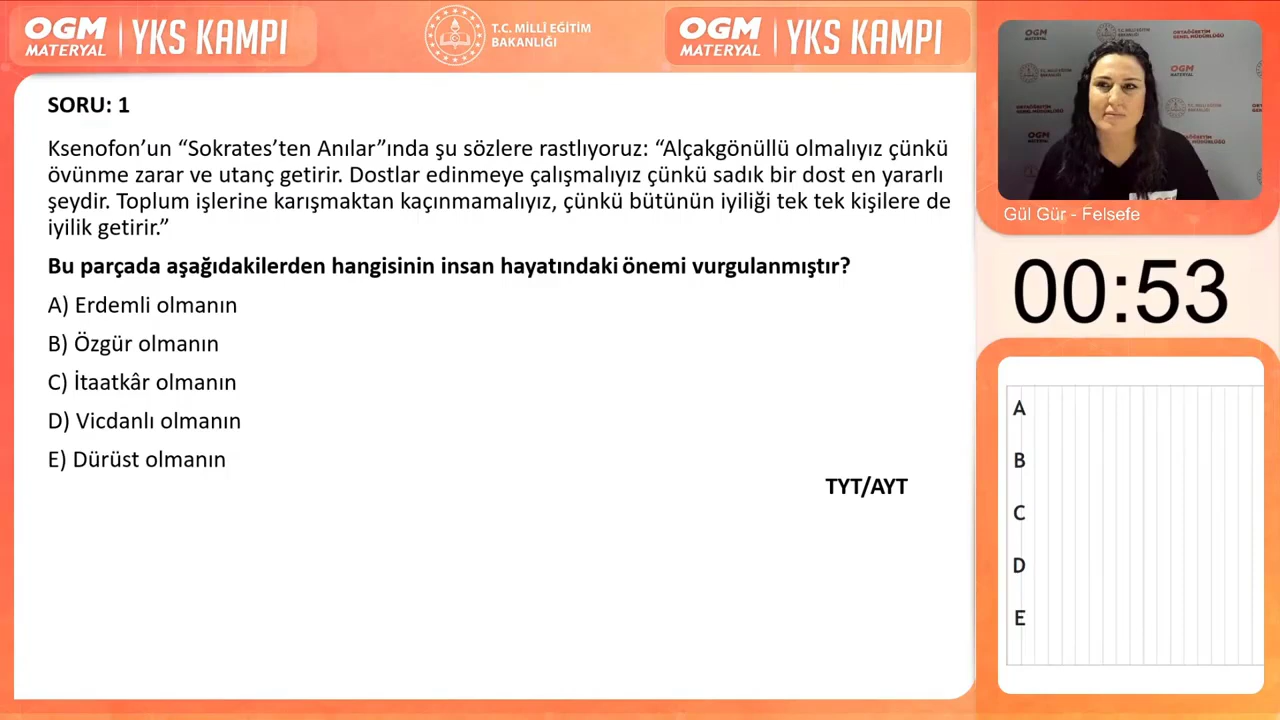 OGM
MATERYAL
YKS KAMPI
T.C. MİLLÎ EĞİTİM
BAKANLIĞI
OGM
MATERYAL
YKS KAMPI
SORU: 1
Ksenofon’un “Sokrates’ten Anılar”ında şu sözlere rastlıyoruz: “Alçakgönüllü olmalıyız çünkü
övünme zarar ve utanç getirir. Dostlar edinmeye çalışmalıyız çünkü sadık bir dost en yararlı
şeydir. Toplum işlerine karışmaktan kaçınmamalıyız, çünkü bütünün iyiliği tek tek kişilere de
iyilik getirir.”
Bu parçada aşağıdakilerden hangisinin insan hayatındaki önemi vurgulanmıştır?
A) Erdemli olmanın
B) Özgür olmanın
C) İtaatkâr olmanın
D) Vicdanlı olmanın
E) Dürüst olmanın
TYT/AYT
OGM
OGM
OGM
Gül Gür - Felsefe
00:53
A
B
C
D
E